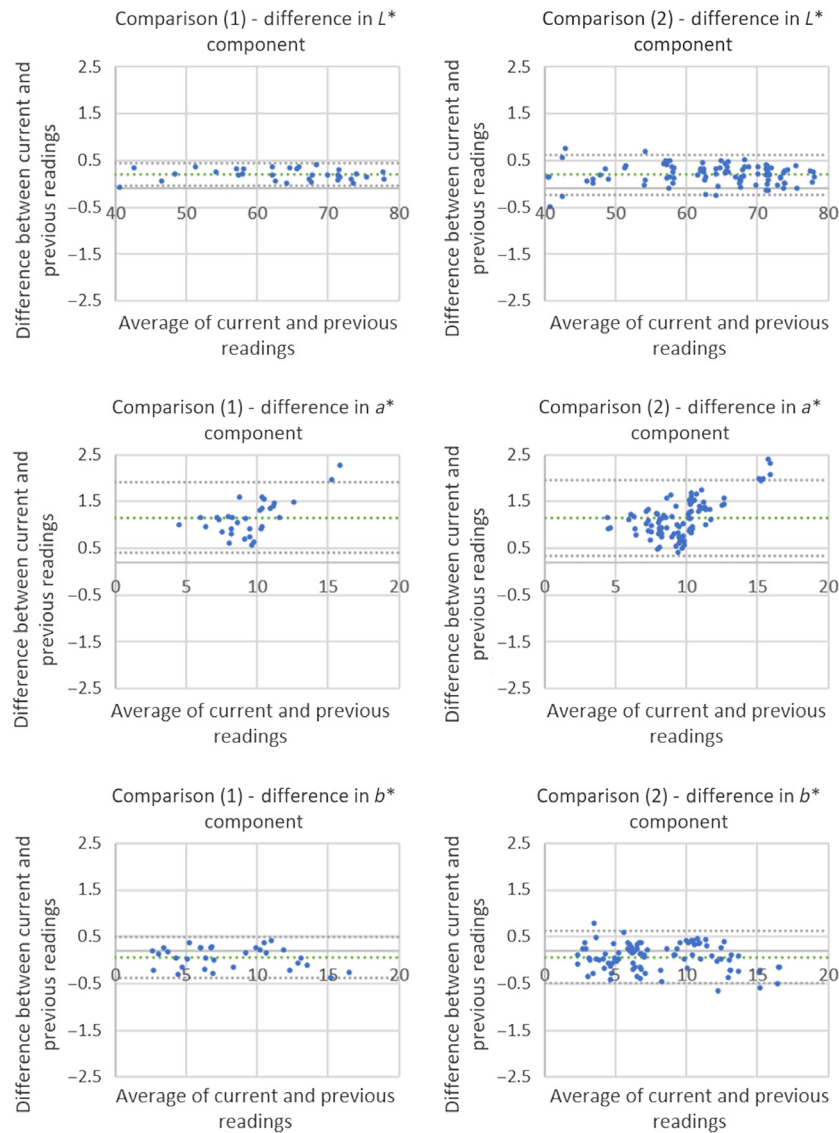 Comparison (1) - difference in L*
component
Difference between current and
previous readings
2.5
1.5
0.5
−0.5
−1.5
−2.5
40
50
60
70
80
Average of current and previous
readings
Comparison (2) - difference in L*
component
Difference between current and
previous readings
2.5
1.5
0.5
−0.5
−1.5
−2.5
40
50
60
70
80
Average of current and previous
readings
Comparison (1) - difference in a*
component
Difference between current and
previous readings
2.5
1.5
0.5
−0.5
−1.5
−2.5
0
5
10
15
20
Average of current and previous
readings
Comparison (2) - difference in a*
component
Difference between current and
previous readings
2.5
1.5
0.5
−0.5
−1.5
−2.5
0
5
10
15
20
Average of current and previous
readings
Comparison (1) - difference in b*
component
Difference between current and
previous readings
2.5
1.5
0.5
−0.5
−1.5
−2.5
0
5
10
15
20
Average of current and previous
readings
Comparison (2) - difference in b*
component
Difference between current and
previous readings
2.5
1.5
0.5
−0.5
−1.5
−2.5
0
5
10
15
20
Average of current and previous
readings